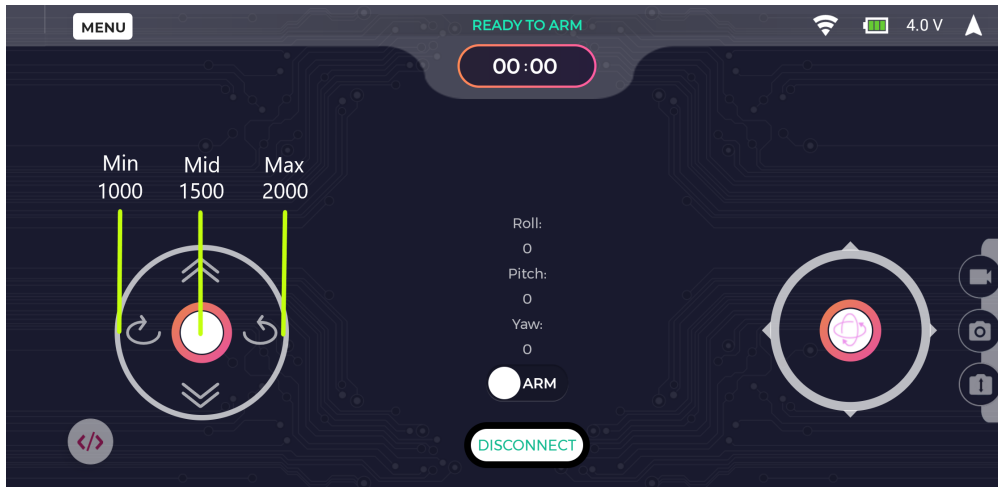 MENU
READY TO ARM
4.0 V
00:00
Min
1000
Mid
1500
Max
2000
Roll:
0
Pitch:
0
Yaw:
0
ARM
DISCONNECT
</>